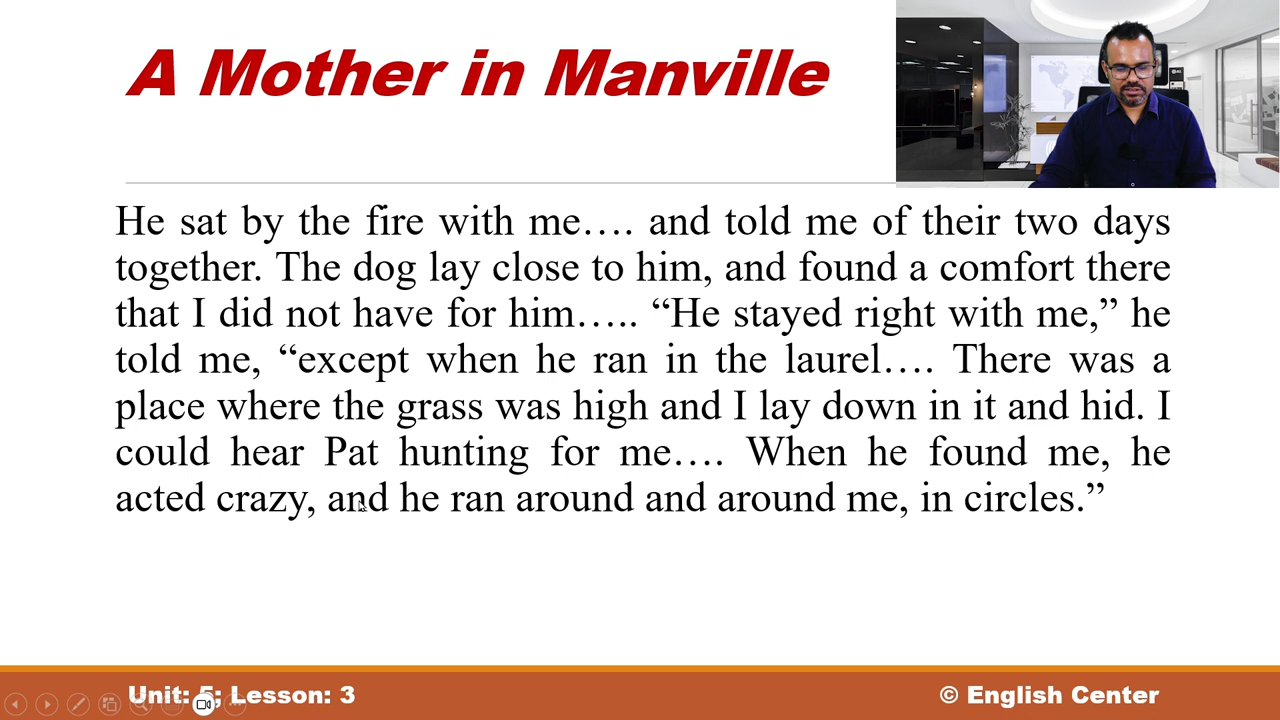 A Mother in Manville
He sat by the fire with me…. and told me of their two days
together. The dog lay close to him, and found a comfort there
that I did not have for him….. “He stayed right with me,” he
told me, “except when he ran in the laurel…. There was a
place where the grass was high and I lay down in it and hid. I
could hear Pat hunting for me…. When he found me, he
acted crazy, and he ran around and around me, in circles.”
Unit: 5; Lesson: 3
© English Center